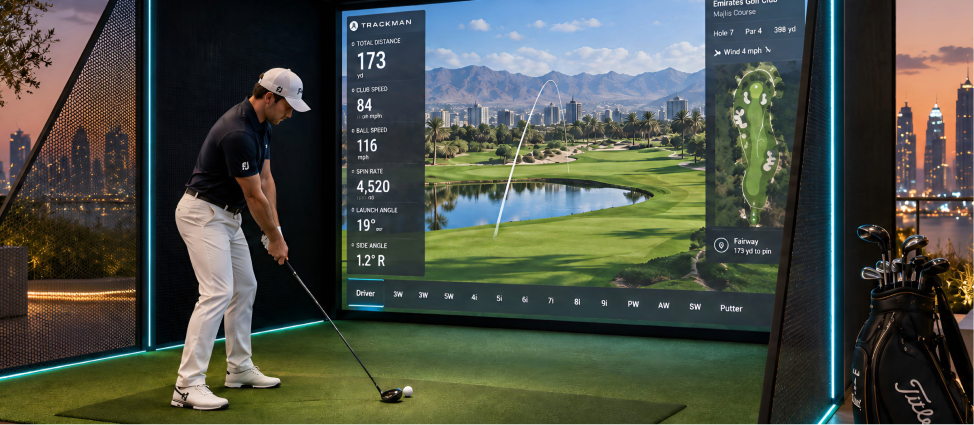 TRACKMAN
TOTAL DISTANCE
173
yd
CLUB SPEED
84
BALL SPEED
116
mph
SPIN RATE
4,520
LAUNCH ANGLE
19°
SIDE ANGLE
1.2° R
Emirates Golf Club
Majlis Course
Hole 7 Par 4 398 yd
Wind 4 mph
Fairway
173 yd to pin
Driver 3W 3W 5W 4i 5i 6i 7i 8i 9i PW AW SW Putter
FJ